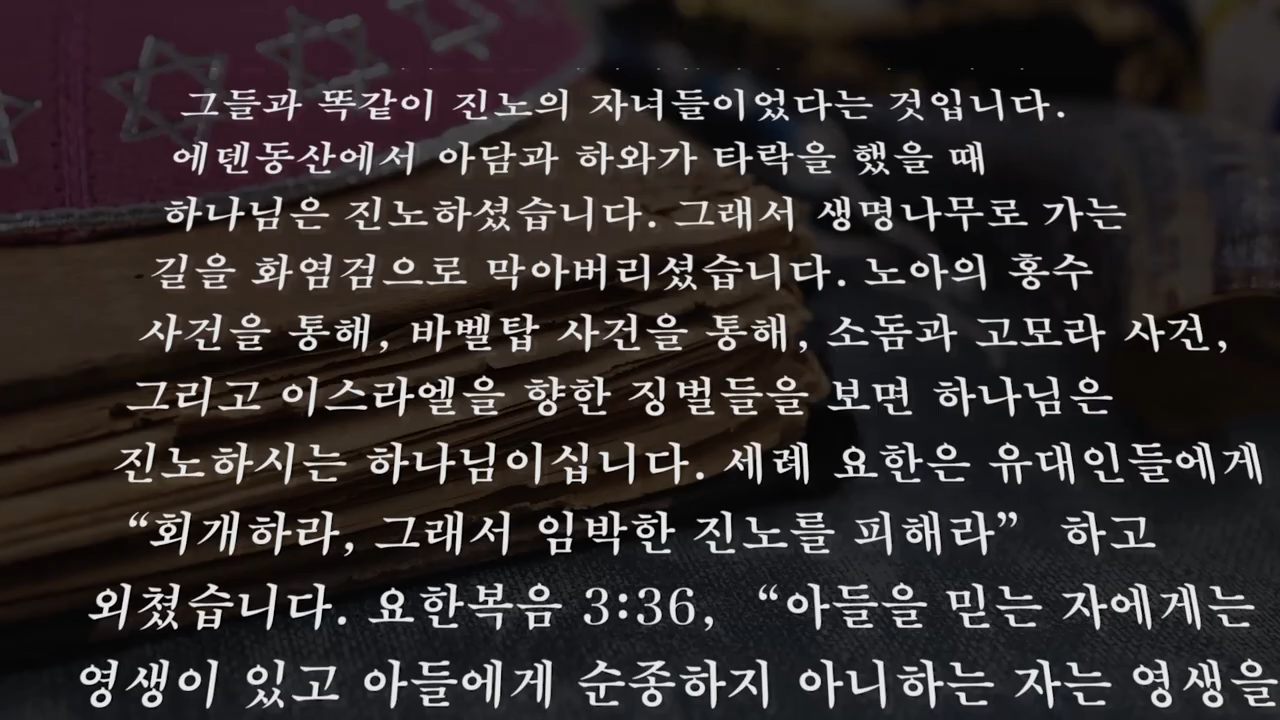 그들과 똑같이 진노의 자녀들이었다는 것입니다.
에덴동산에서 아담과 하와가 타락을 했을 때
하나님은 진노하셨습니다. 그래서 생명나무로 가는
길을 화염검으로 막아버리셨습니다. 노아의 홍수
사건을 통해, 바벨탑 사건을 통해, 소돔과 고모라 사건,
그리고 이스라엘을 향한 징벌들을 보면 하나님은
진노하시는 하나님이십니다. 세례 요한은 유대인들에게
“회개하라, 그래서 임박한 진노를 피해라” 하고
외쳤습니다. 요한복음 3:36, “아들을 믿는 자에게는
영생이 있고 아들에게 순종하지 아니하는 자는 영생을